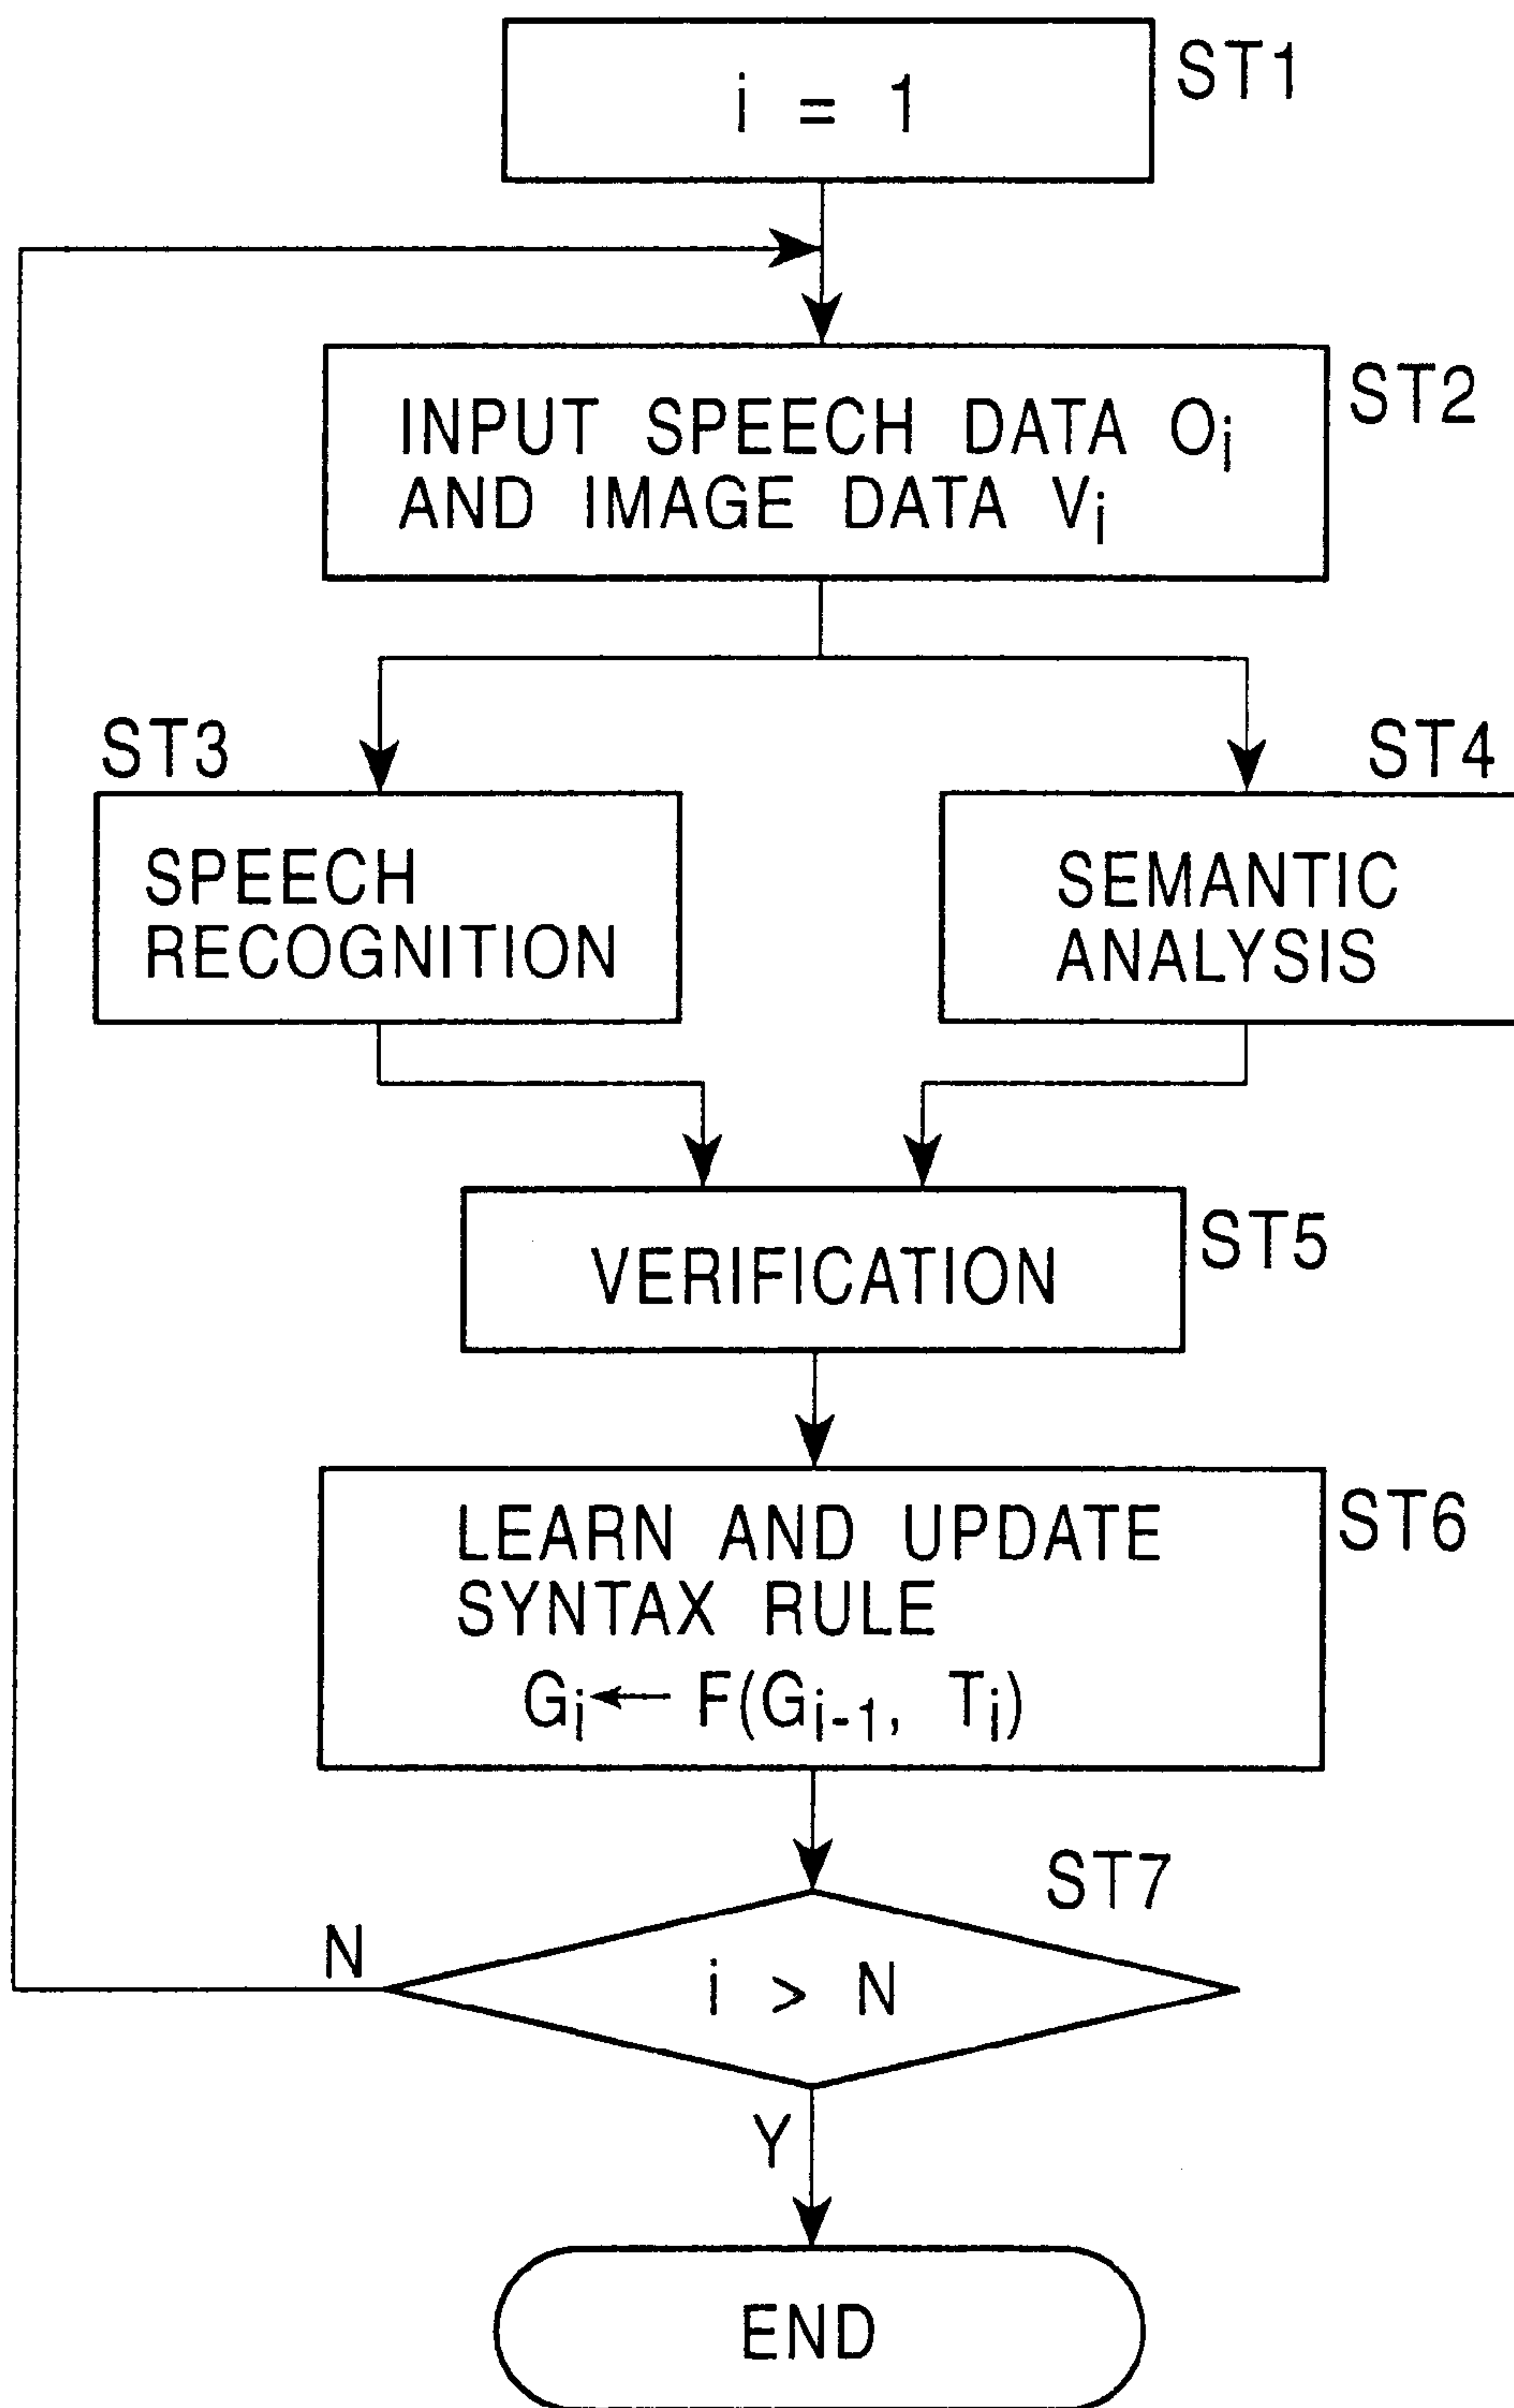 i = 1
ST1
INPUT SPEECH DATA Oi
AND IMAGE DATA Vi
ST2
ST3
SPEECH
RECOGNITION
ST4
SEMANTIC
ANALYSIS
VERIFICATION
ST5
LEARN AND UPDATE
SYNTAX RULE
Gi ← F(Gi-1, Ti)
ST6
ST7
N
i > N
Y
END